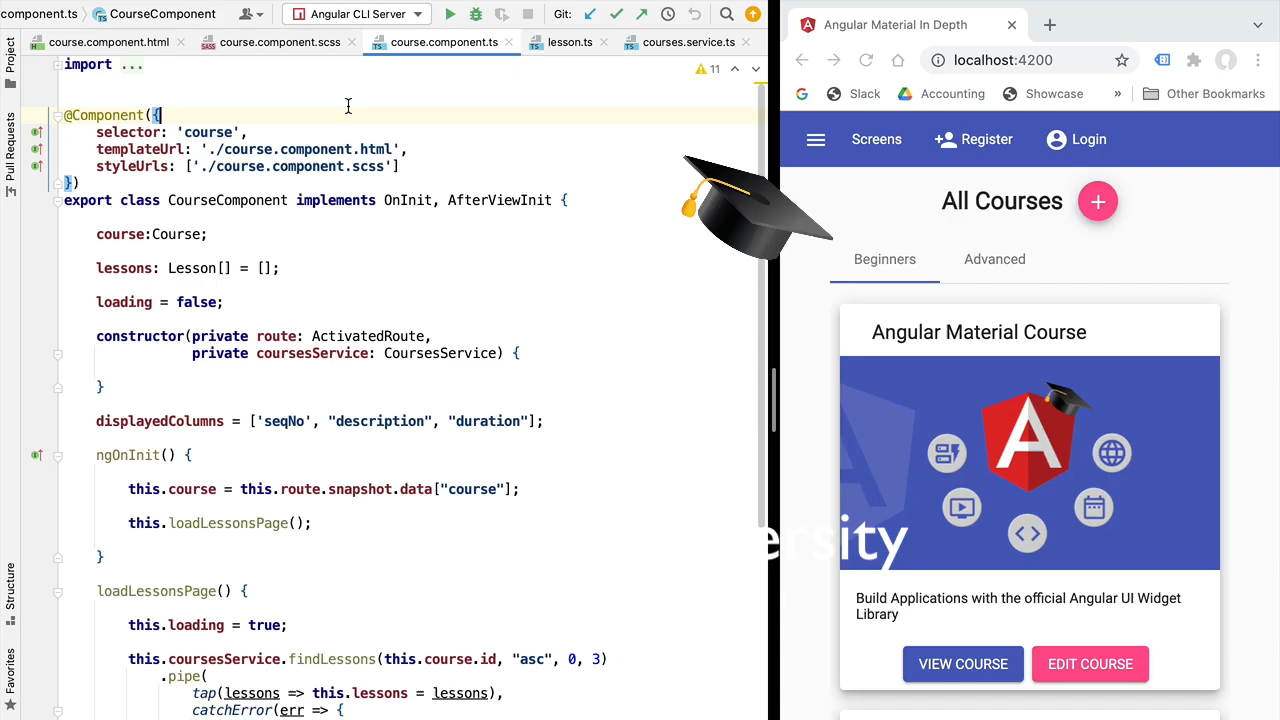 component.ts
CourseComponent
Angular CLI Server
Git:
course.component.html
course.component.scss
course.component.ts
lesson.ts
courses.service.ts
Project
Pull Requests
Structure
Favorites
11
import ...
@Component({
selector: 'course',
templateUrl: './course.component.html',
styleUrls: ['./course.component.scss']
})
export class CourseComponent implements OnInit, AfterViewInit {
course:Course;
lessons: Lesson[] = [];
loading = false;
constructor(private route: ActivatedRoute,
private coursesService: CoursesService) {
}
displayedColumns = ['seqNo', "description", "duration"];
ngOnInit() {
this.course = this.route.snapshot.data["course"];
this.loadLessonsPage();
}
loadLessonsPage() {
this.loading = true;
this.coursesService.findLessons(this.course.id, "asc", 0, 3)
.pipe(
tap(lessons => this.lessons = lessons),
catchError(err => {
Angular Material In Depth
localhost:4200
Slack
Accounting
Showcase
»
Other Bookmarks
Screens
Register
Login
All Courses
+
Beginners
Advanced
Angular Material Course
ersity
Build Applications with the official Angular UI Widget
Library
VIEW COURSE
EDIT COURSE